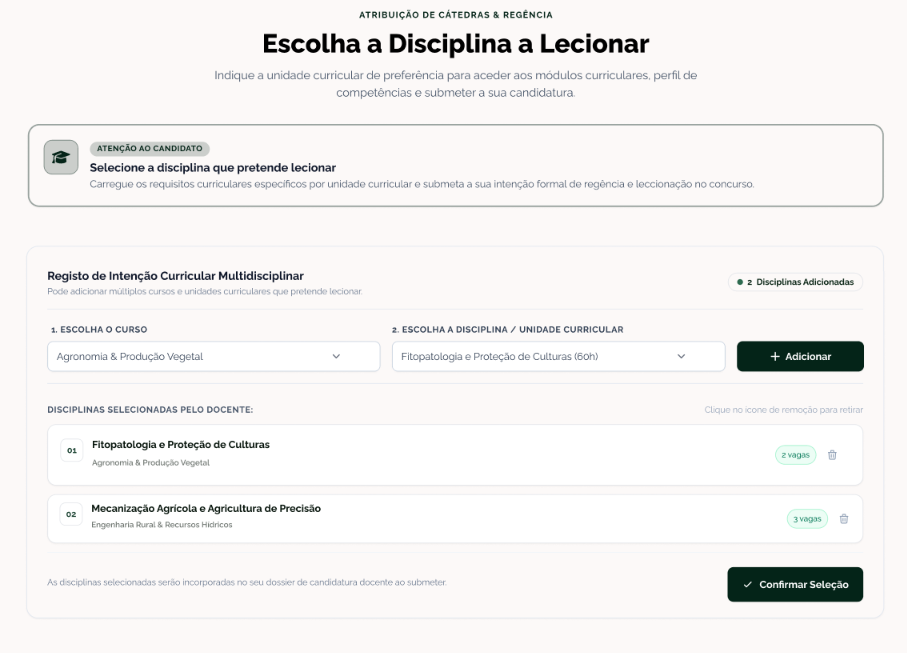 ATRIBUIÇÃO DE CÁTEDRAS & REGÊNCIA
Escolha a Disciplina a Lecionar
Indique a unidade curricular de preferência para aceder aos módulos curriculares, perfil de
competências e submeter a sua candidatura.
ATENÇÃO AO CANDIDATO
Selecione a disciplina que pretende lecionar
Carregue os requisitos curriculares específicos por unidade curricular e submeta a sua intenção formal de regência e leccionação no concurso.
Registo de Intenção Curricular Multidisciplinar
Pode adicionar múltiplos cursos e unidades curriculares que pretende lecionar.
2 Disciplinas Adicionadas
1. ESCOLHA O CURSO
2. ESCOLHA A DISCIPLINA / UNIDADE CURRICULAR
Agronomia & Produção Vegetal
Fitopatologia e Proteção de Culturas (60h)
+ Adicionar
DISCIPLINAS SELECIONADAS PELO DOCENTE:
Clique no ícone de remoção para retirar
01
Fitopatologia e Proteção de Culturas
Agronomia & Produção Vegetal
2 vagas
02
Mecanização Agrícola e Agricultura de Precisão
Engenharia Rural & Recursos Hídricos
3 vagas
As disciplinas selecionadas serão incorporadas no seu dossier de candidatura docente ao submeter.
✓ Confirmar Seleção